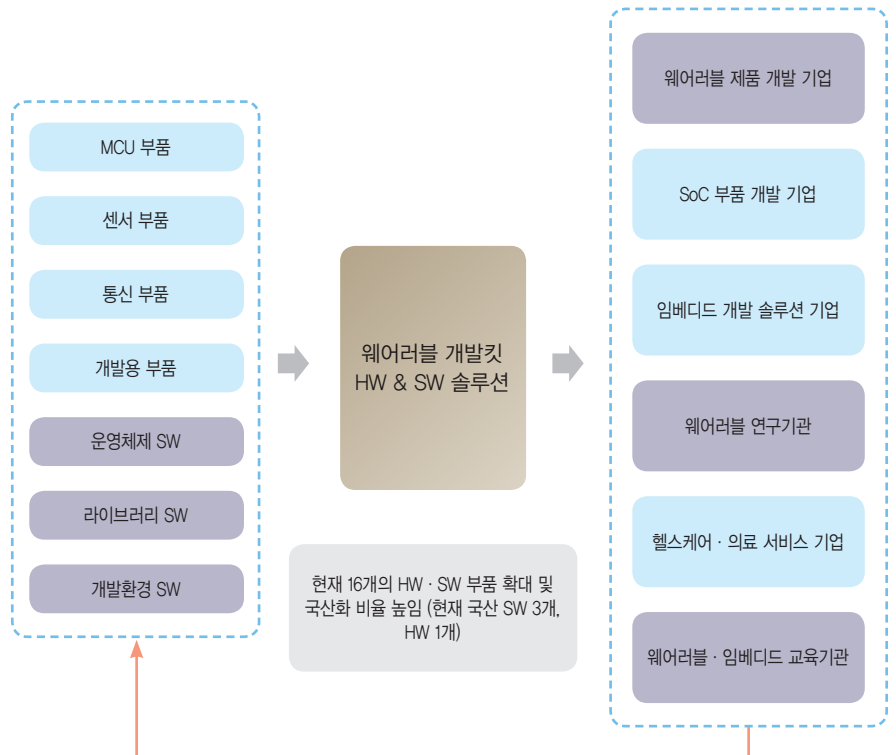 MCU 부품
센서 부품
통신 부품
개발용 부품
운영체제 SW
라이브러리 SW
개발환경 SW
웨어러블 개발킷
HW & SW 솔루션
현재 16개의 HW · SW 부품 확대 및
국산화 비율 높임 (현재 국산 SW 3개,
HW 1개)
웨어러블 제품 개발 기업
SoC 부품 개발 기업
임베디드 개발 솔루션 기업
웨어러블 연구기관
헬스케어 · 의료 서비스 기업
웨어러블 · 임베디드 교육기관